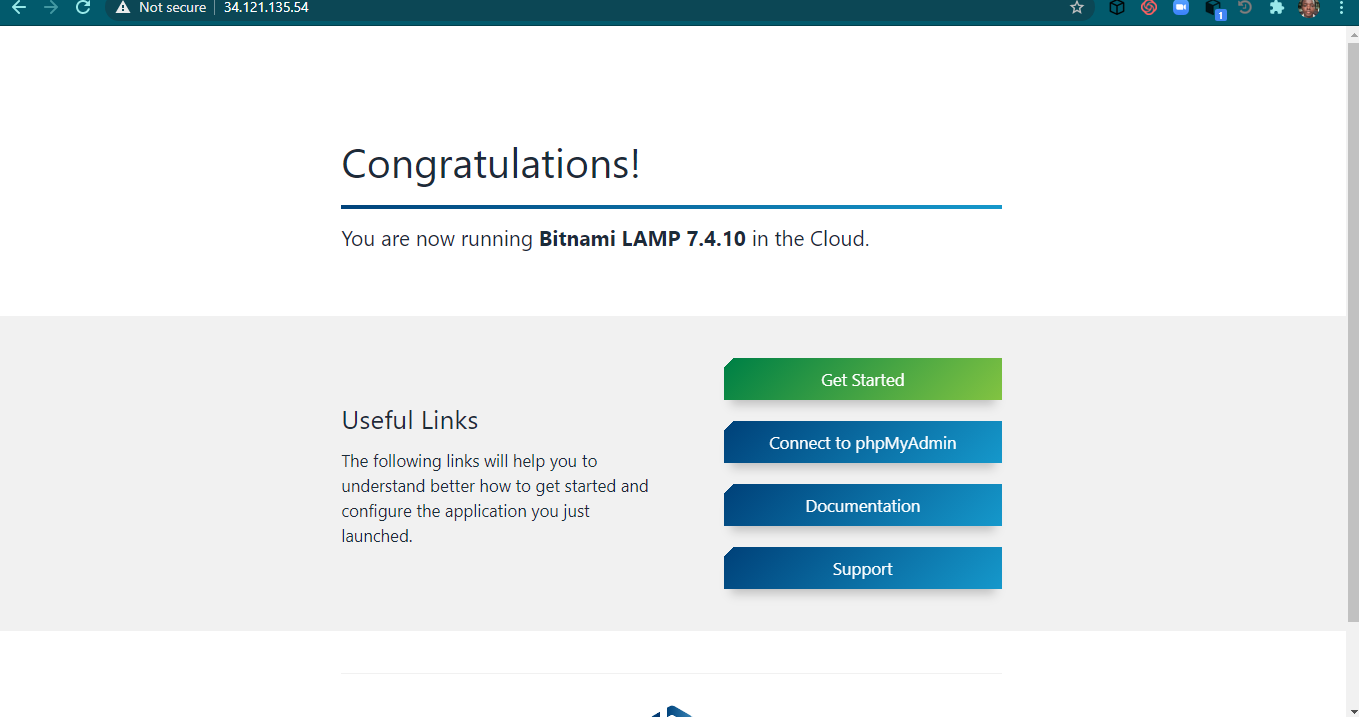 Not secure 34.121.135.54
1
Congratulations!
You are now running Bitnami LAMP 7.4.10 in the Cloud.
Useful Links
The following links will help you to
understand better how to get started and
configure the application you just
launched.
Get Started
Connect to phpMyAdmin
Documentation
Support